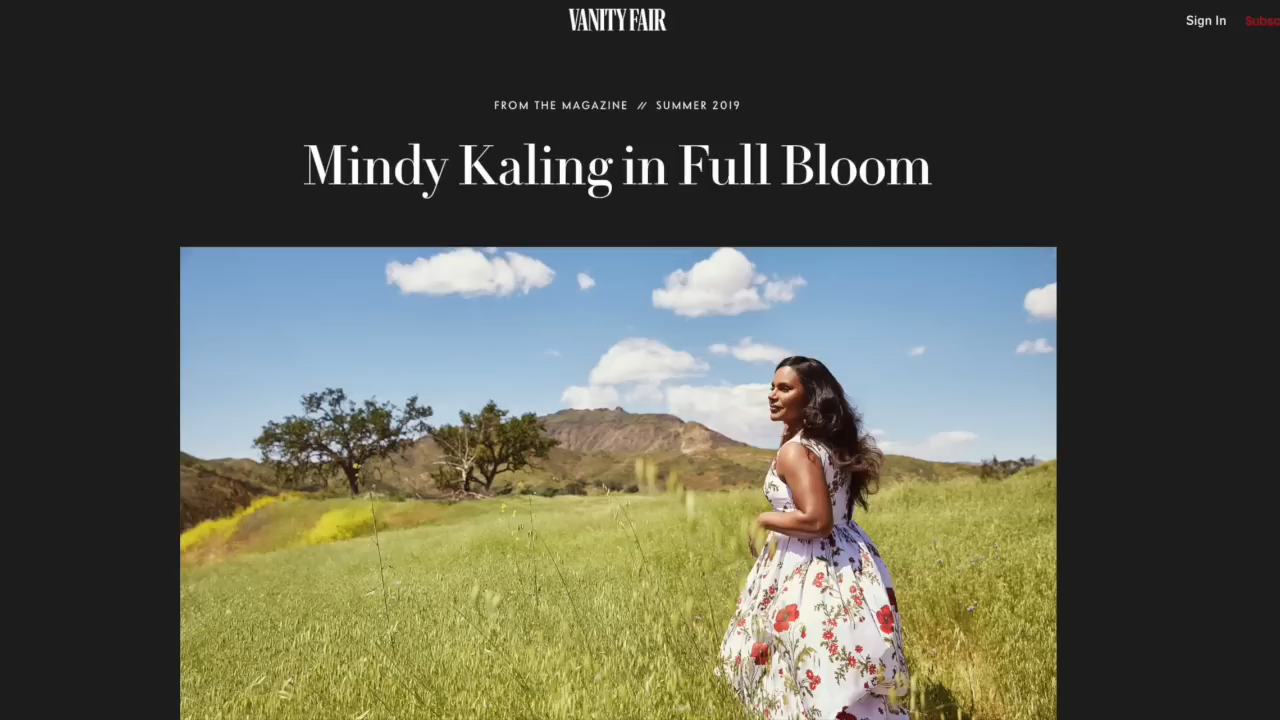 VANITY FAIR
Sign In
FROM THE MAGAZINE // SUMMER 2019
Mindy Kaling in Full Bloom